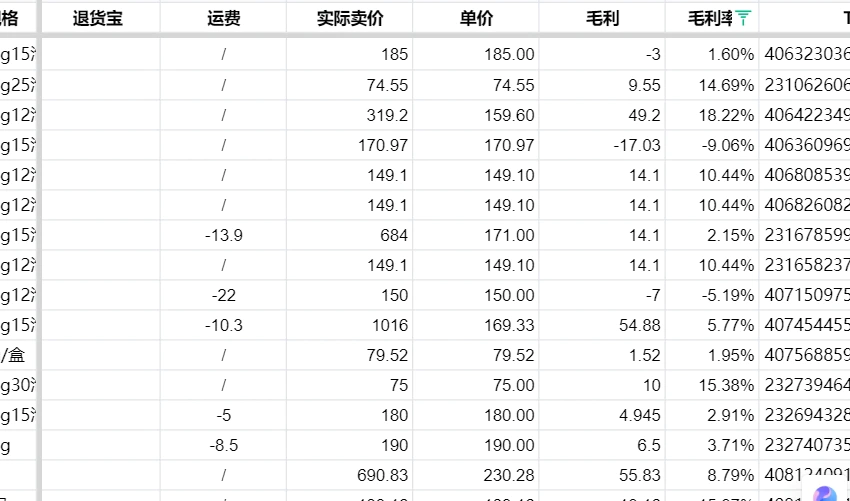 格 退货宝 运费 实际卖价 单价 毛利 毛利率
g15 / 185 185.00 -3 1.60% 406323036
g25 / 74.55 74.55 9.55 14.69% 231062606
g12 / 319.2 159.60 49.2 18.22% 406422349
g15 / 170.97 170.97 -17.03 -9.06% 406360969
g12 / 149.1 149.10 14.1 10.44% 406808539
g12 / 149.1 149.10 14.1 10.44% 406826082
g15 -13.9 684 171.00 14.1 2.15% 231678599
g12 / 149.1 149.10 14.1 10.44% 231658237
g12 -22 150 150.00 -7 -5.19% 407150975
g15 -10.3 1016 169.33 54.88 5.77% 407454455
/盒 / 79.52 79.52 1.52 1.95% 407568859
g30 / 75 75.00 10 15.38% 232739464
g15 -5 180 180.00 4.945 2.91% 232694328
g -8.5 190 190.00 6.5 3.71% 232740735
/ 690.83 230.28 55.83 8.79%